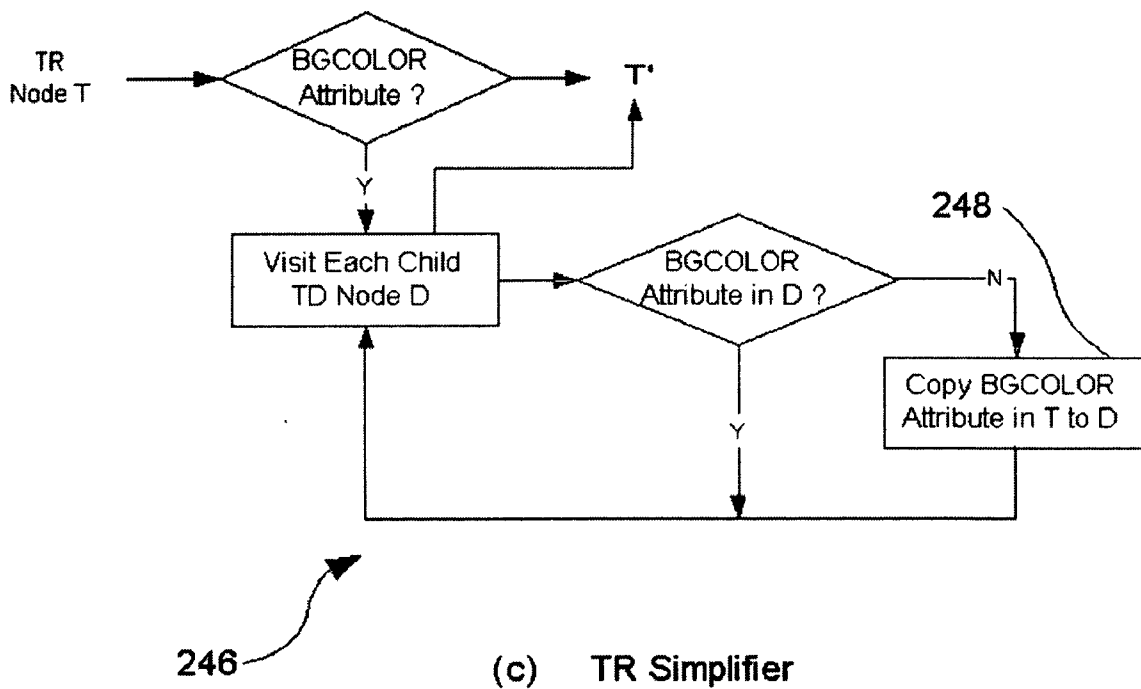 TR
Node T
BGCOLOR
Attribute ?
T'
Y
Visit Each Child
TD Node D
BGCOLOR
Attribute in D ?
N
248
Copy BGCOLOR
Attribute in T to D
Y
246
(c) TR Simplifier